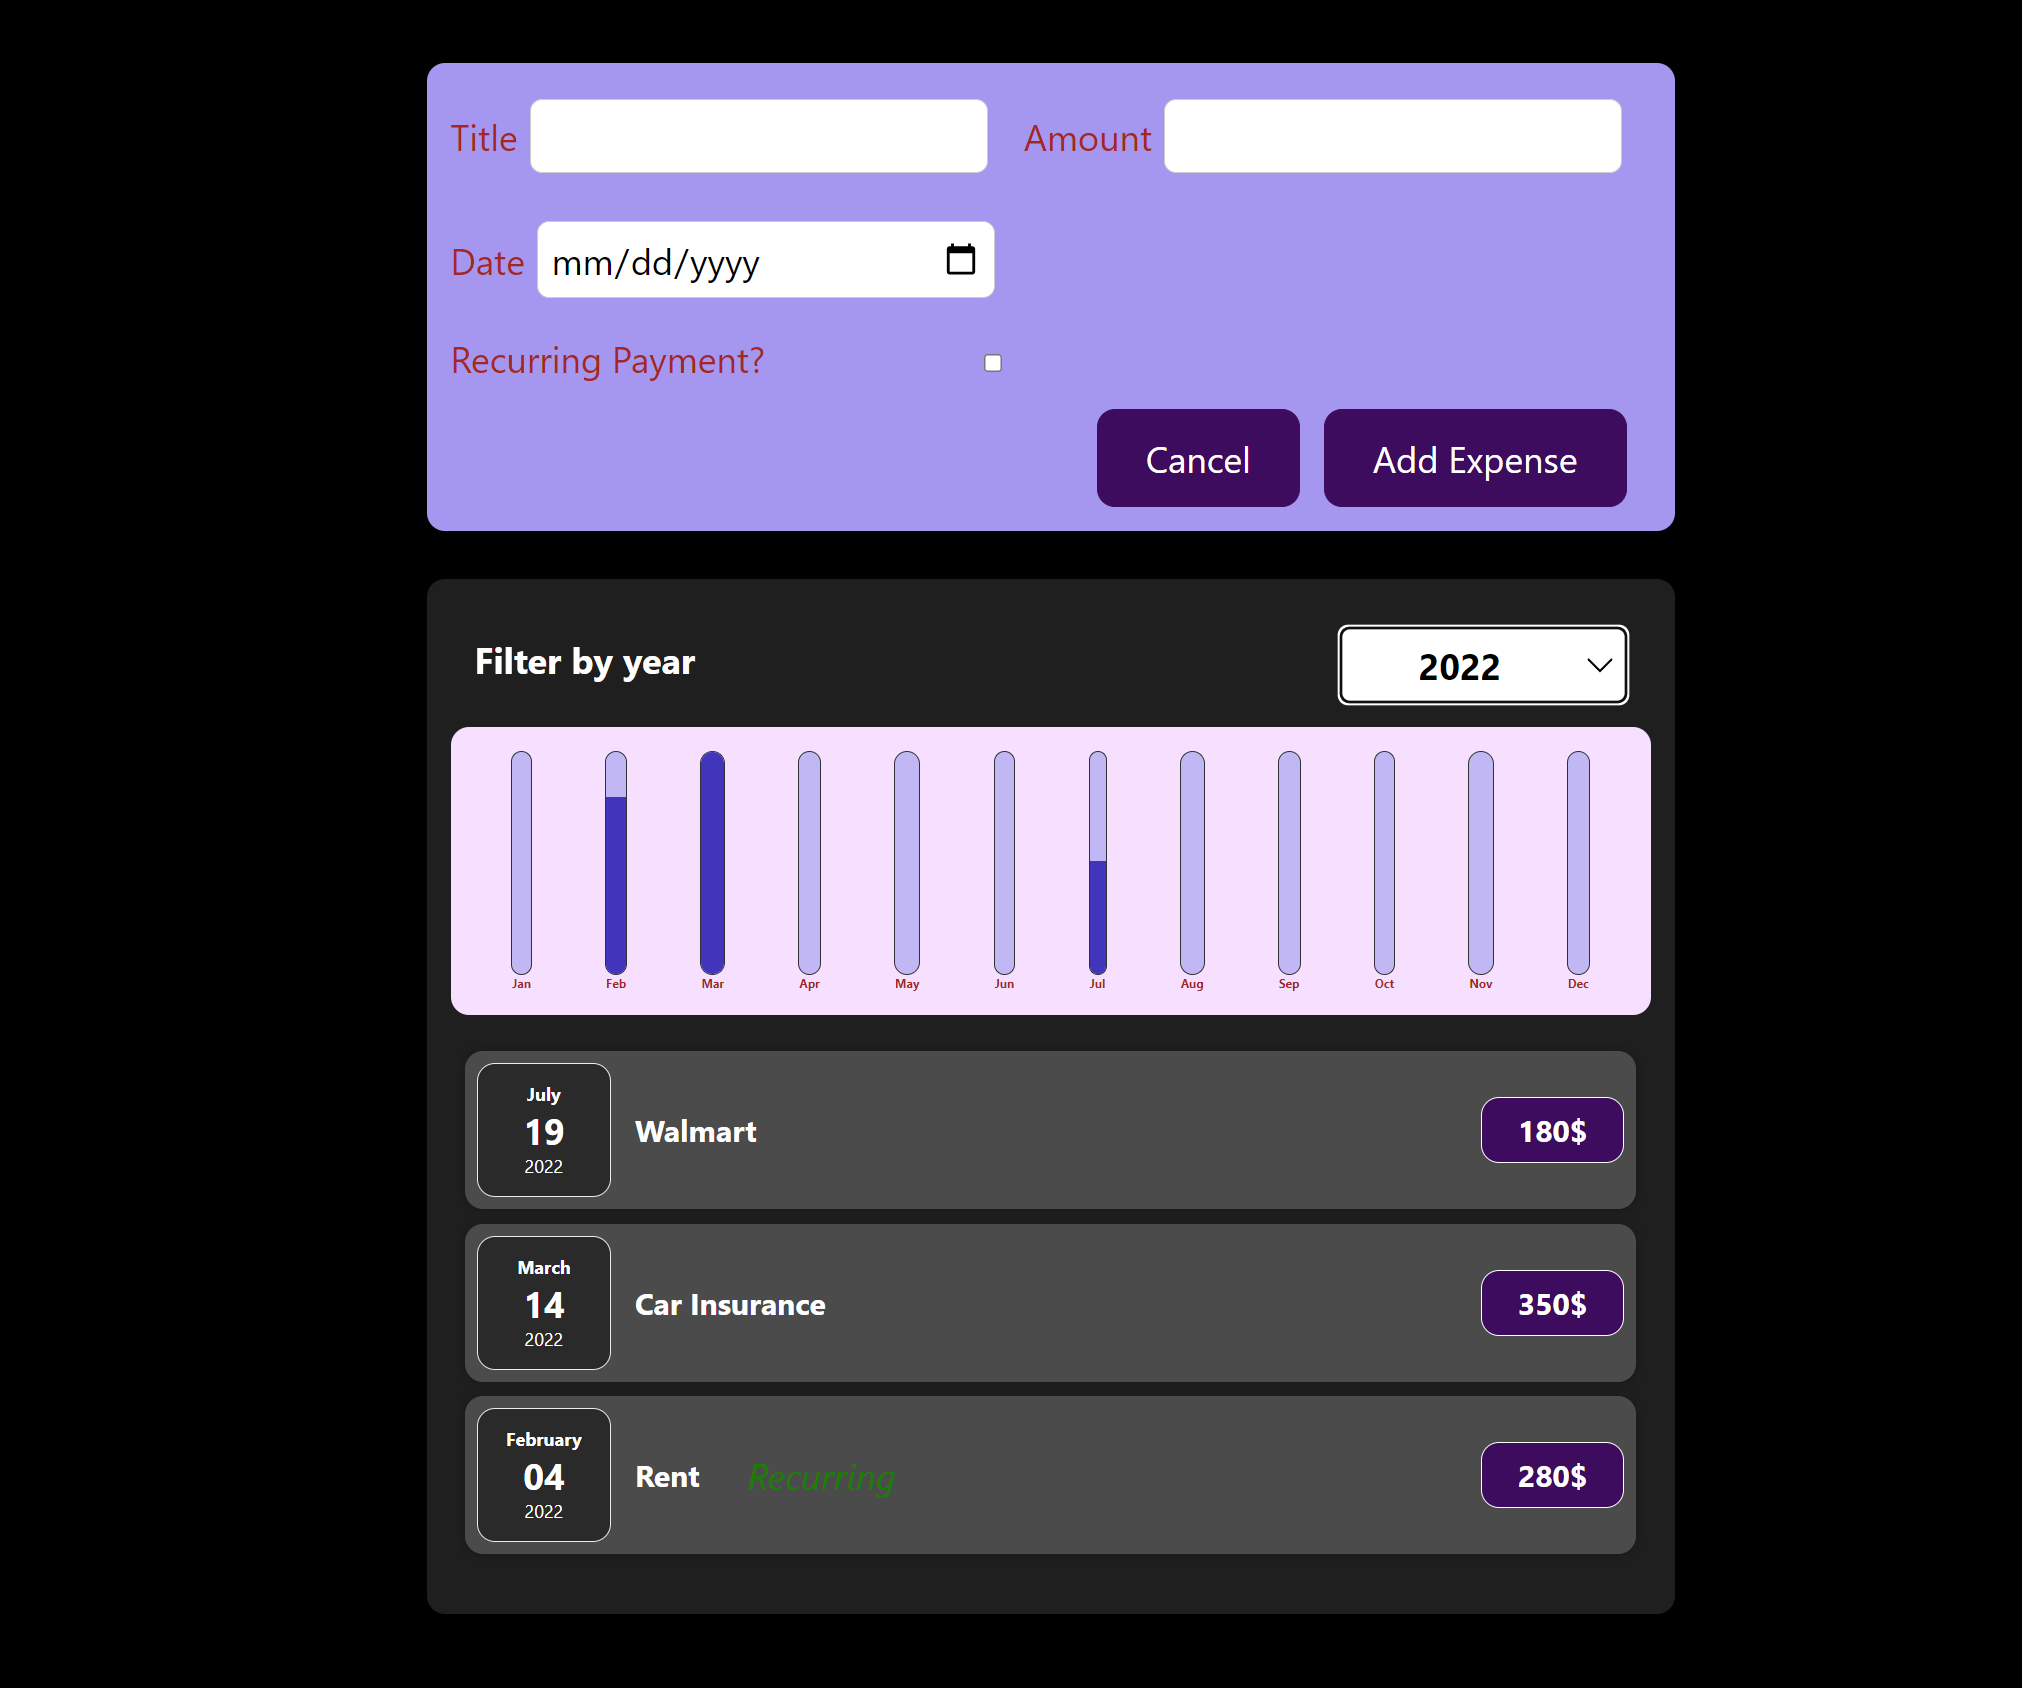 Title
Amount
Date mm/dd/yyyy
Recurring Payment?
Cancel
Add Expense
Filter by year
2022
Jan Feb Mar Apr May Jun Jul Aug Sep Oct Nov Dec
July
19
2022
Walmart
180$
March
14
2022
Car Insurance
350$
February
04
2022
Rent
Recurring
280$